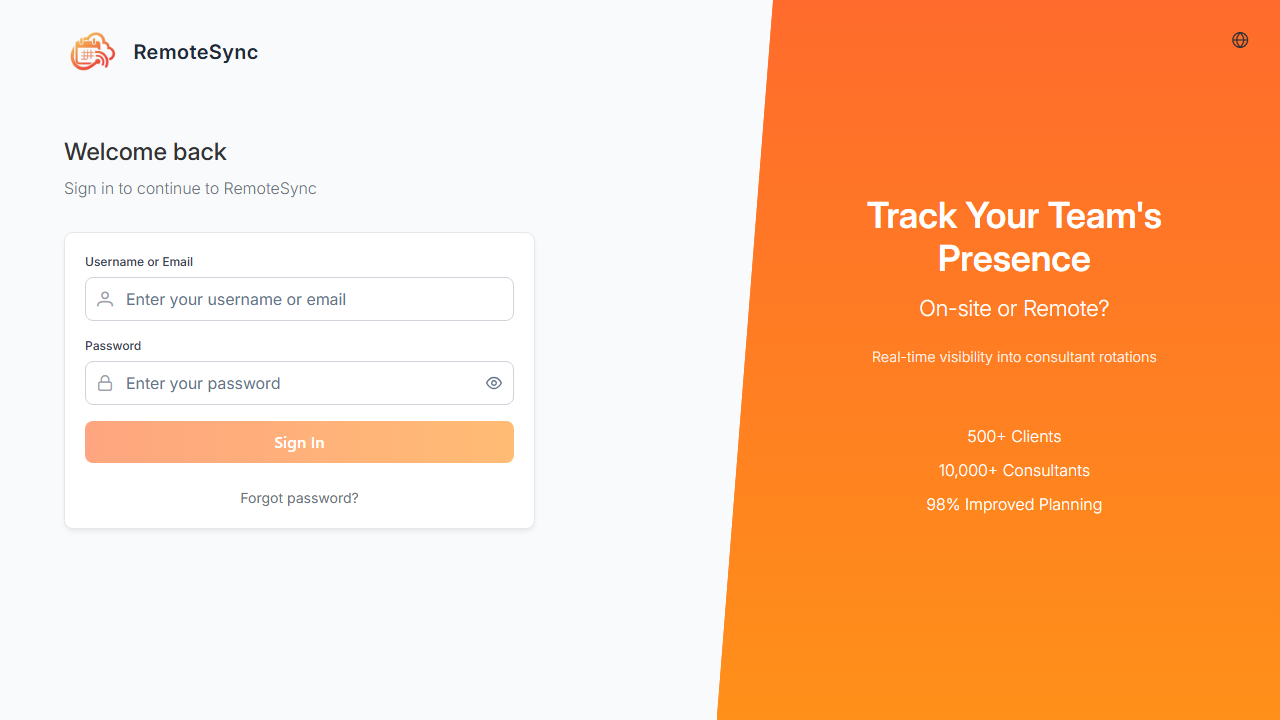 RemoteSync
Welcome back
Sign in to continue to RemoteSync
Username or Email
Enter your username or email
Password
Enter your password
Sign In
Forgot password?
Track Your Team's
Presence
On-site or Remote?
Real-time visibility into consultant rotations
500+ Clients
10,000+ Consultants
98% Improved Planning